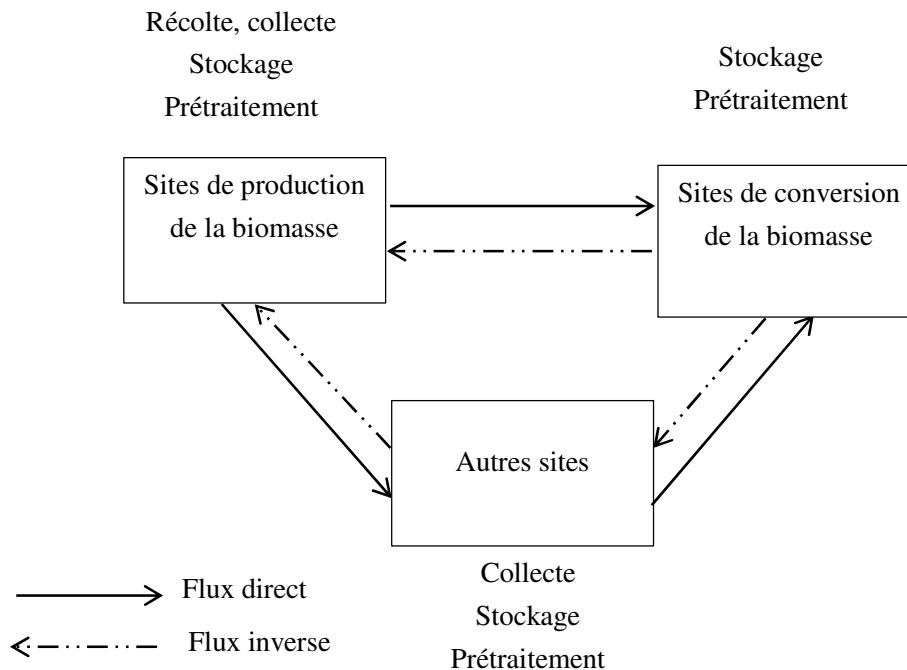 Récolte, collecte
Stockage
Prétraitement
Stockage
Prétraitement
Sites de production
de la biomasse
Sites de conversion
de la biomasse
Autres sites
Collecte
Stockage
Prétraitement
Flux direct
Flux inverse